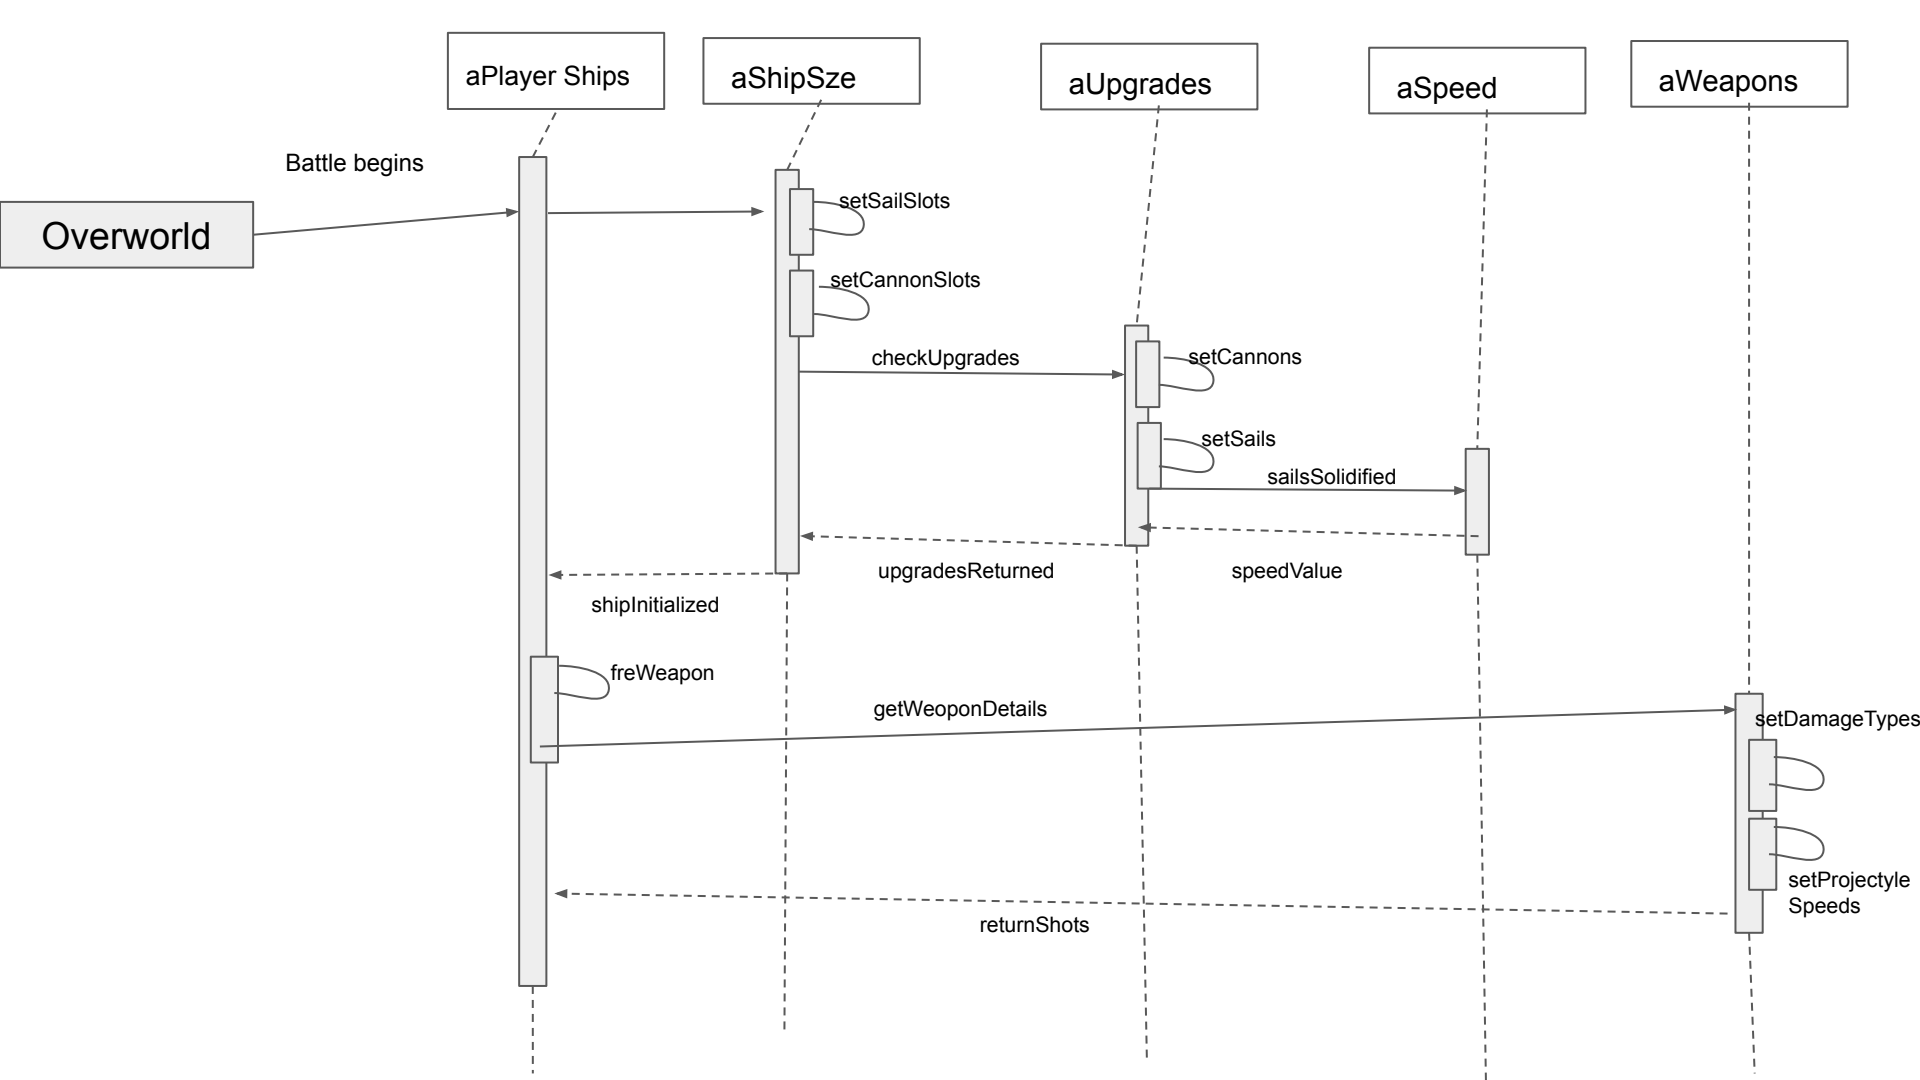 aPlayer Ships
aShipSze
aUpgrades
aSpeed
aWeapons
Battle begins
Overworld
setSailSlots
setCannonSlots
checkUpgrades
setCannons
setSails
sailsSolidified
upgradesReturned
speedValue
shipInitialized
freWeapon
getWeoponDetails
setDamageTypes
setProjectyle
Speeds
returnShots